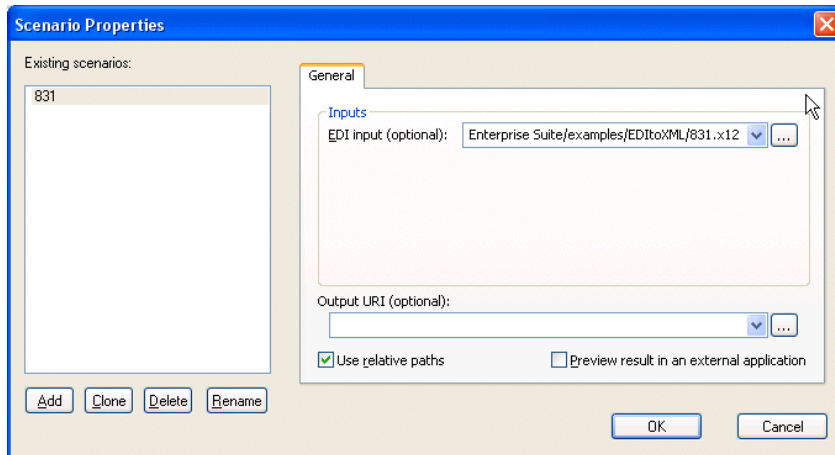 Scenario Properties
Existing scenarios:
831
General
Inputs
EDI input (optional): Enterprise Suite/examples/EDItoXML/831.x12 ...
Output URI (optional):
...
Use relative paths Preview result in an external application
Add Clone Delete Rename
OK Cancel